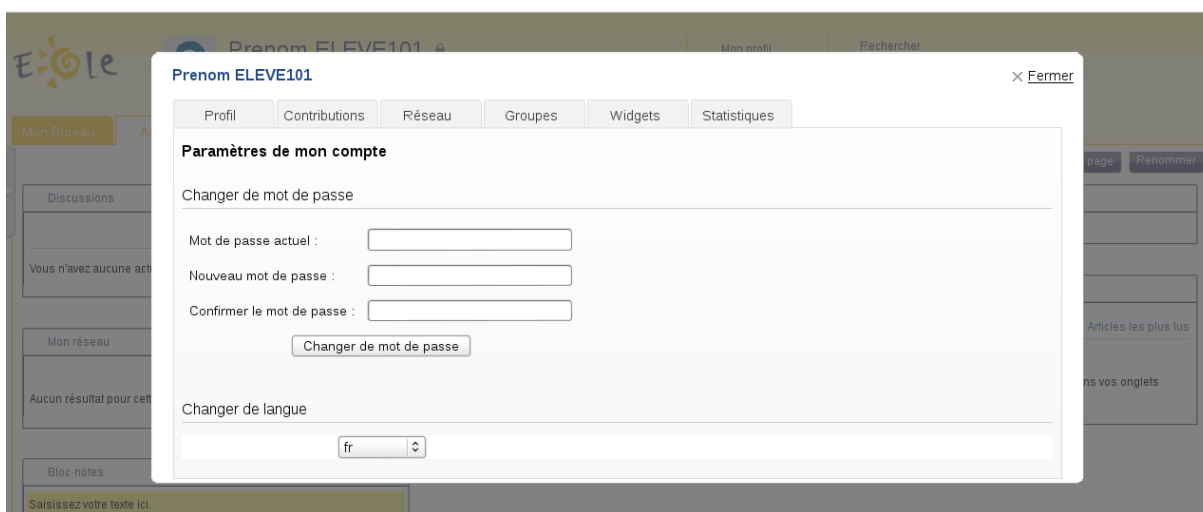 Eole
Prenom ELEVE101
Mon profil
Rechercher
Prenom ELEVE101
× Fermer
Profil
Contributions
Réseau
Groupes
Widgets
Statistiques
Mon Bureau
Paramètres de mon compte
page
Renommer
Changer de mot de passe
Discussions
Mot de passe actuel :
Vous n'avez aucune
Nouveau mot de passe :
Confirmer le mot de passe :
Articles les plus lus
Changer de mot de passe
Mon réseau
vos onglets
Aucun résultat pour
Changer de langue
fr
Bloc-notes
Saisissez votre texte ici.